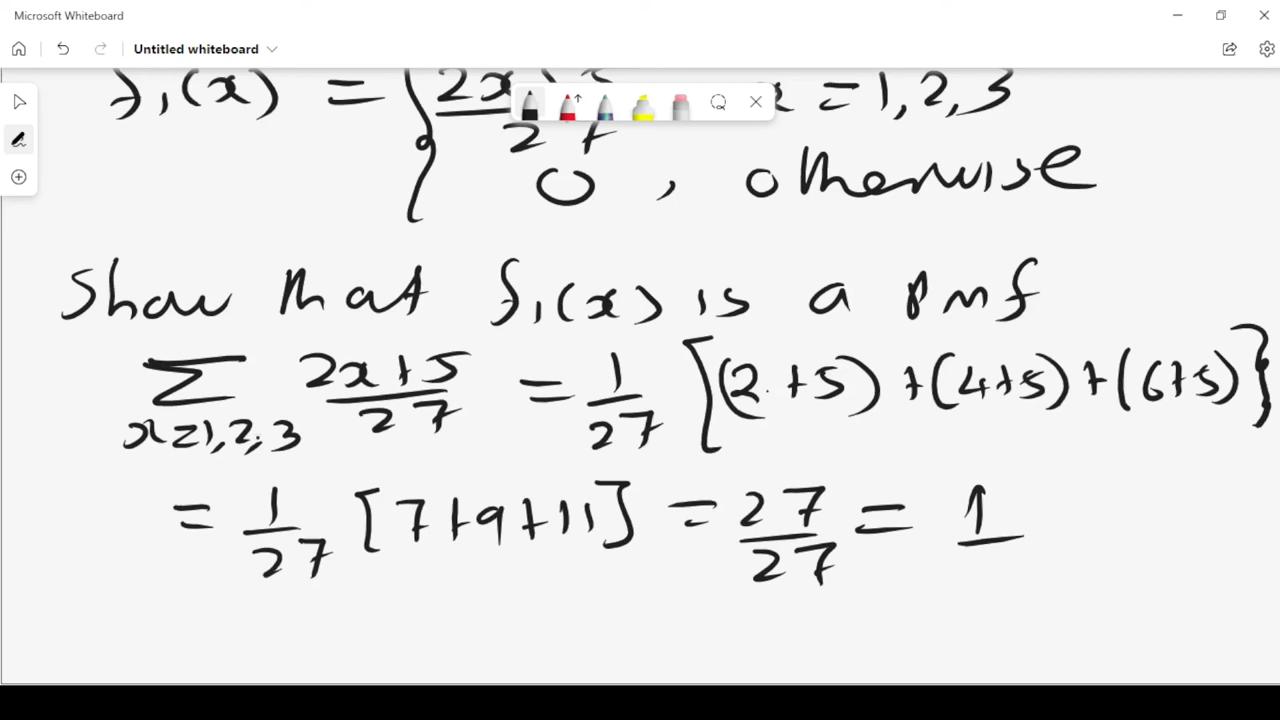 Microsoft Whiteboard
Untitled whiteboard
f₁(x) = { 2x/27 = 1, 2, 3
0, otherwise
Show that f₁(x) is a pmf
∑ x=1,2,3 (2x+5)/27 = 1/27 [(2+5)+(4+5)+(6+5)}
= 1/27 [7+9+11] = 27/27 = 1